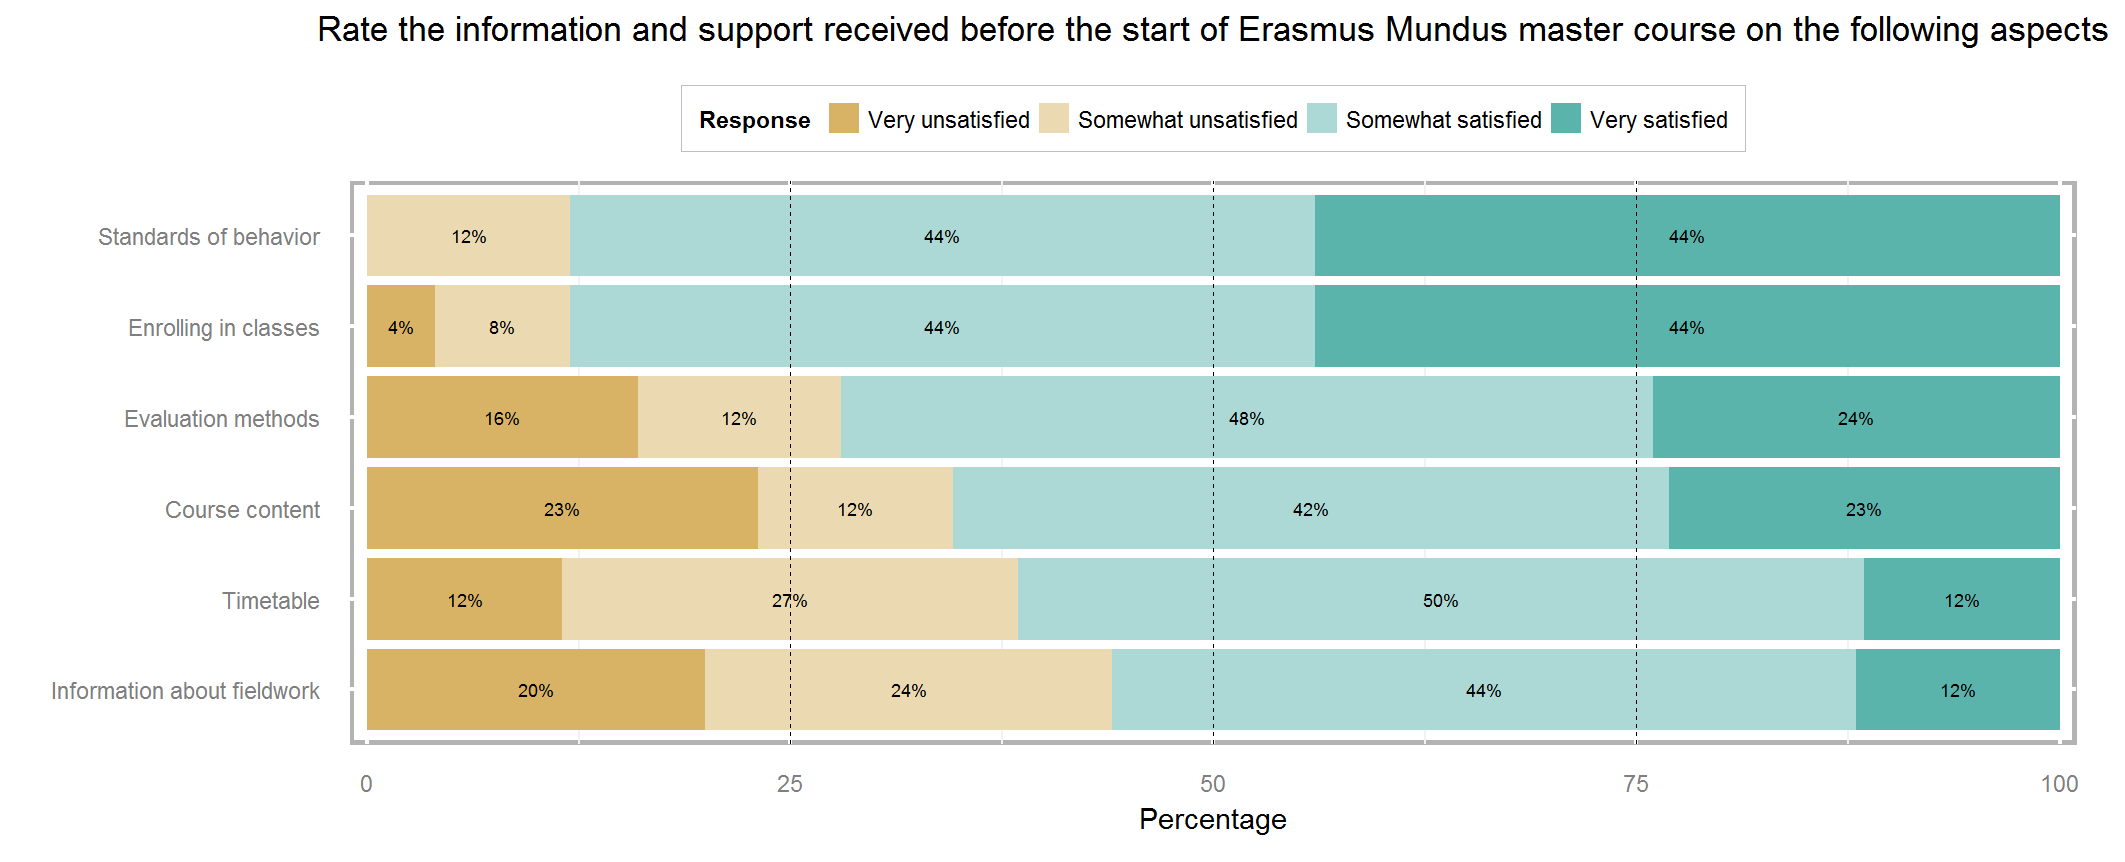 Rate the information and support received before the start of Erasmus Mundus master course on the following aspects
Response Very unsatisfied Somewhat unsatisfied Somewhat satisfied Very satisfied
Standards of behavior 12% 44% 44%
Enrolling in classes 4% 8% 44% 44%
Evaluation methods 16% 12% 48% 24%
Course content 23% 12% 42% 23%
Timetable 12% 27% 50% 12%
Information about fieldwork 20% 24% 44% 12%
0 25 50 75 100
Percentage